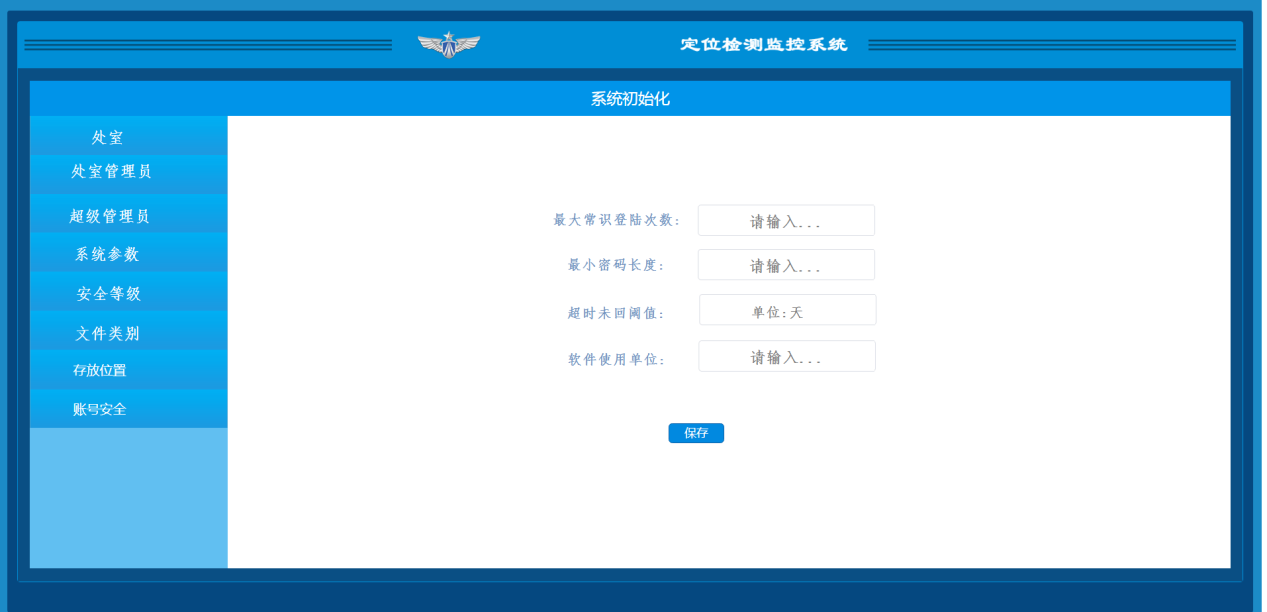 定位检测监控系统
系统初始化
处室
处室管理员
超级管理员
系统参数
安全等级
文件类别
存放位置
账号安全
最大常识登陆次数: 请输入...
最小密码长度: 请输入...
超时未回阈值: 单位:天
软件使用单位: 请输入...
保存